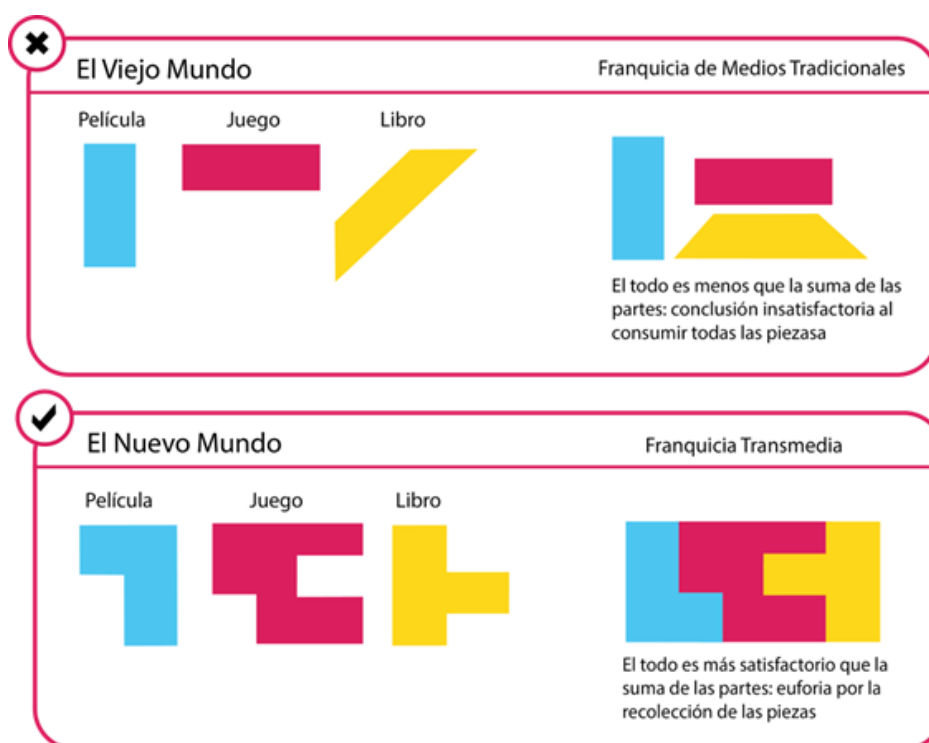 El Viejo Mundo
Franquicia de Medios Tradicionales
Película
Juego
Libro
El todo es menos que la suma de las
partes: conclusión insatisfactoria al
consumir todas las piezasa
El Nuevo Mundo
Franquicia Transmedia
Película
Juego
Libro
El todo es más satisfactorio que la
suma de las partes: euforia por la
recolección de las piezas